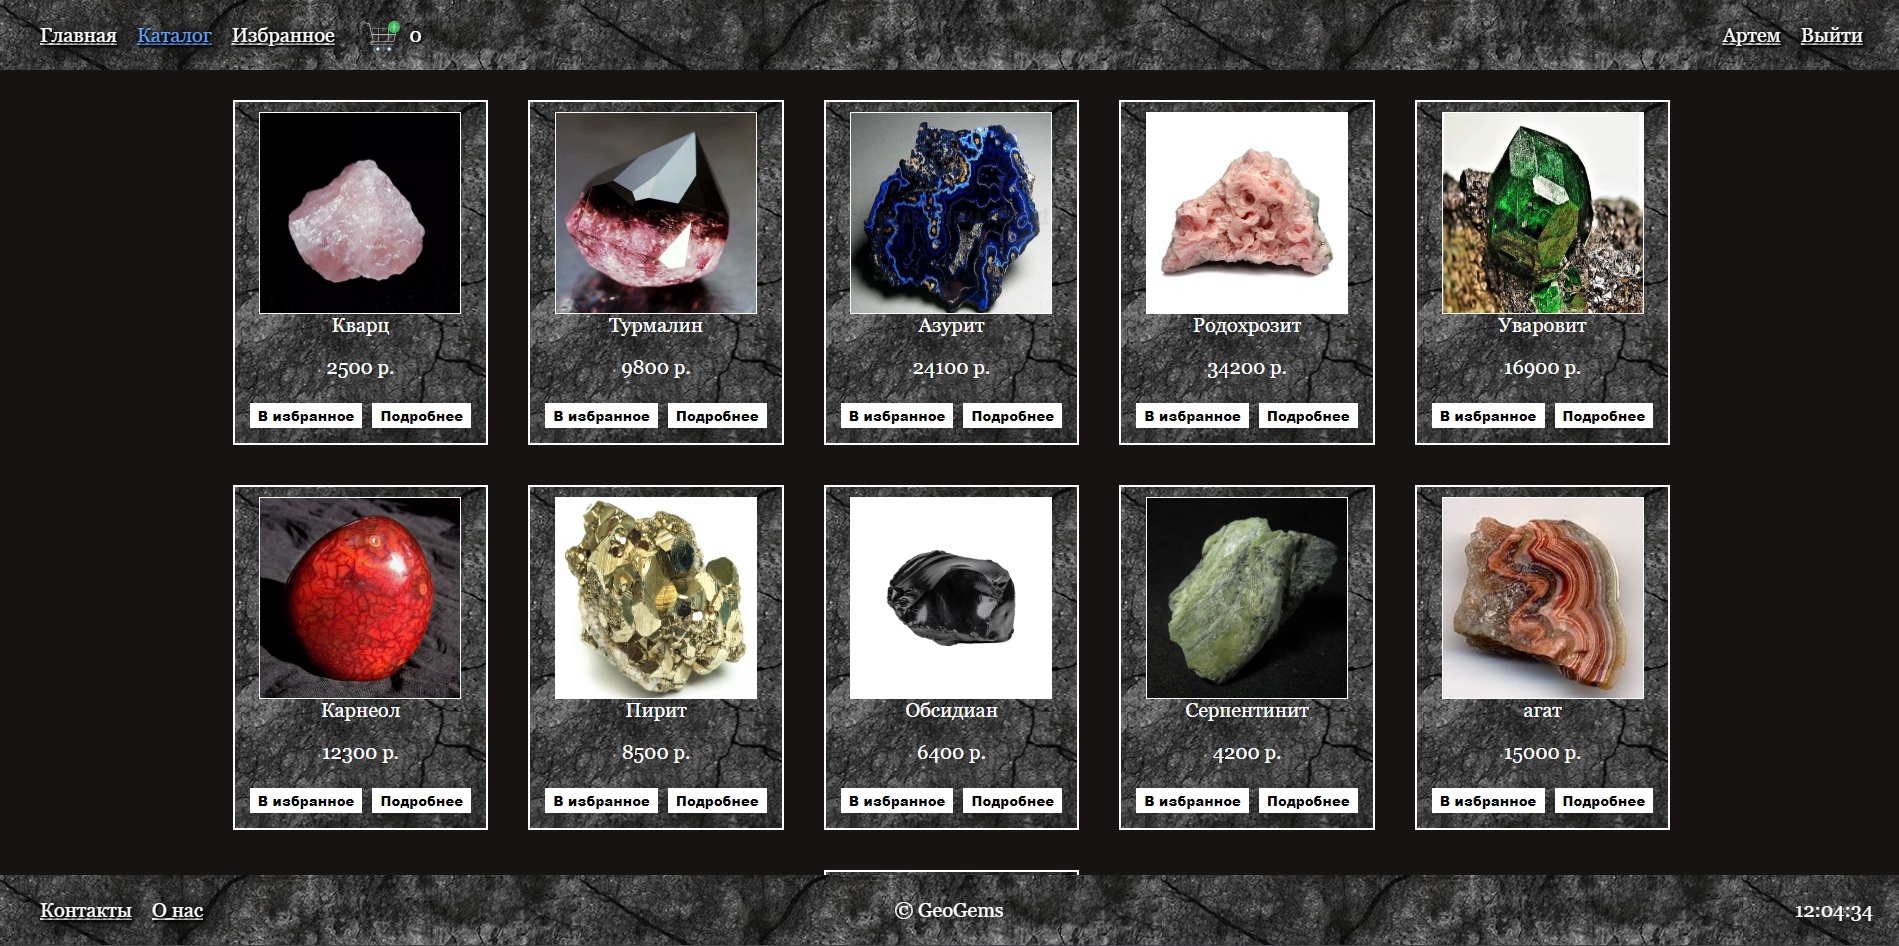 Главная Каталог Избранное 0 Артем Выйти
Кварц Турмалин Азурит Родохрозит Уваровит
2500 р. 9800 р. 24100 р. 34200 р. 16900 р.
В избранное Подробнее В избранное Подробнее В избранное Подробнее В избранное Подробнее В избранное Подробнее
Карнеол Пирит Обсидиан Серпентинит агат
12300 р. 8500 р. 6400 р. 4200 р. 15000 р.
В избранное Подробнее В избранное Подробнее В избранное Подробнее В избранное Подробнее В избранное Подробнее
Контакты О нас © GeoGems 12:04:34